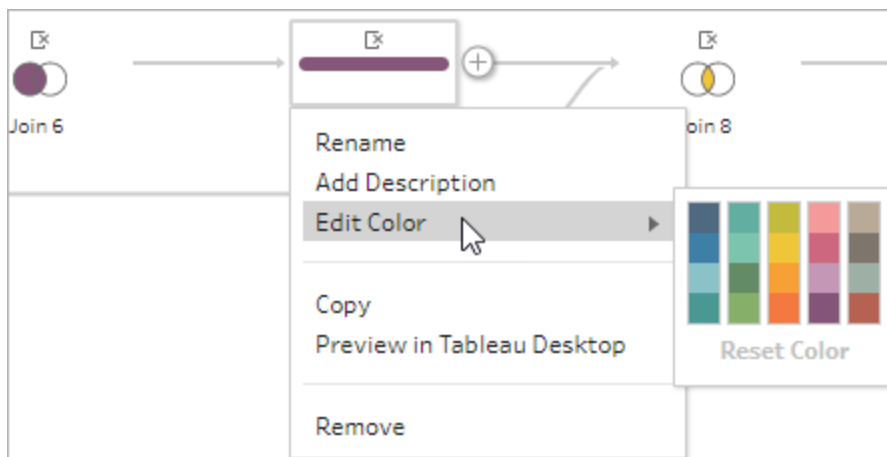 Join 6
oin 8
Rename
Add Description
Edit Color
Copy
Preview in Tableau Desktop
Remove
Reset Color